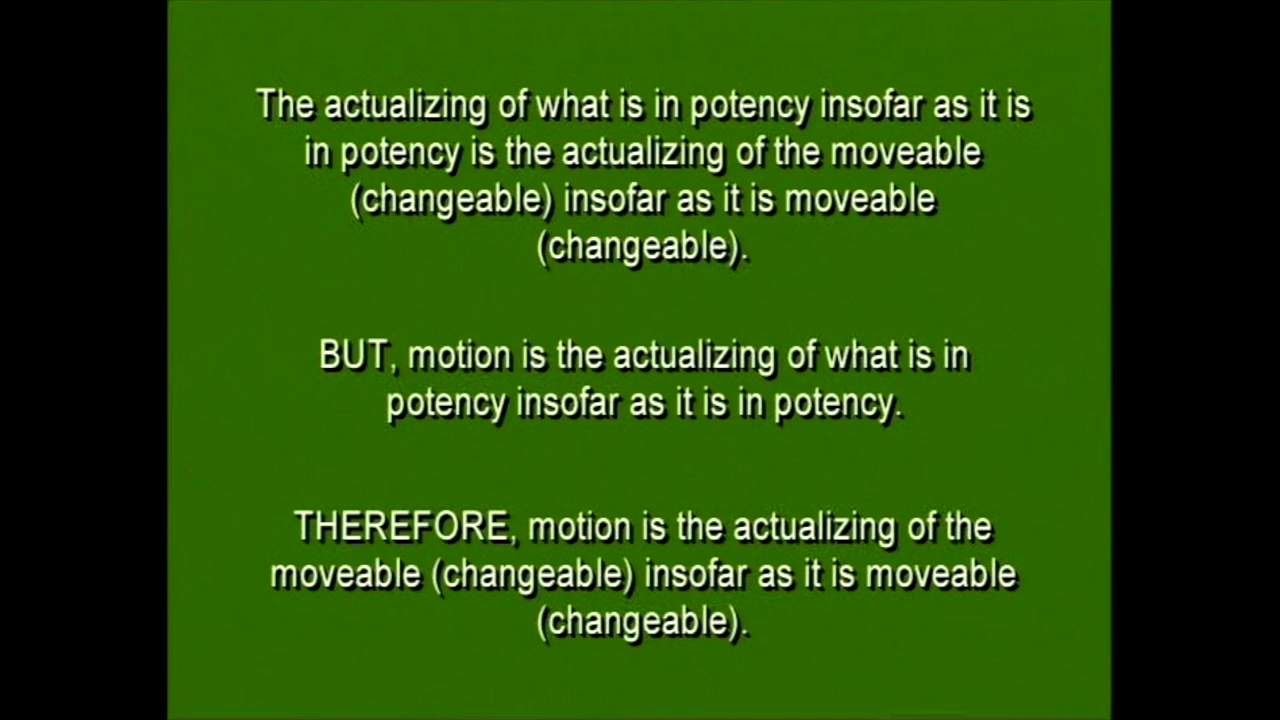 The actualizing of what is in potency insofar as it is
in potency is the actualizing of the moveable
(changeable) insofar as it is moveable
(changeable).
BUT, motion is the actualizing of what is in
potency insofar as it is in potency.
THEREFORE, motion is the actualizing of the
moveable (changeable) insofar as it is moveable
(changeable).